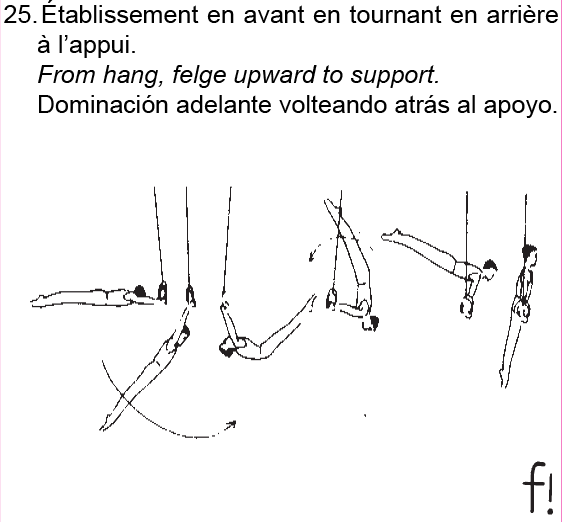 25. Établissement en avant en tournant en arrière
à l'appui.
From hang, felge upward to support.
Dominación adelante volteando atrás al apoyo.
f!